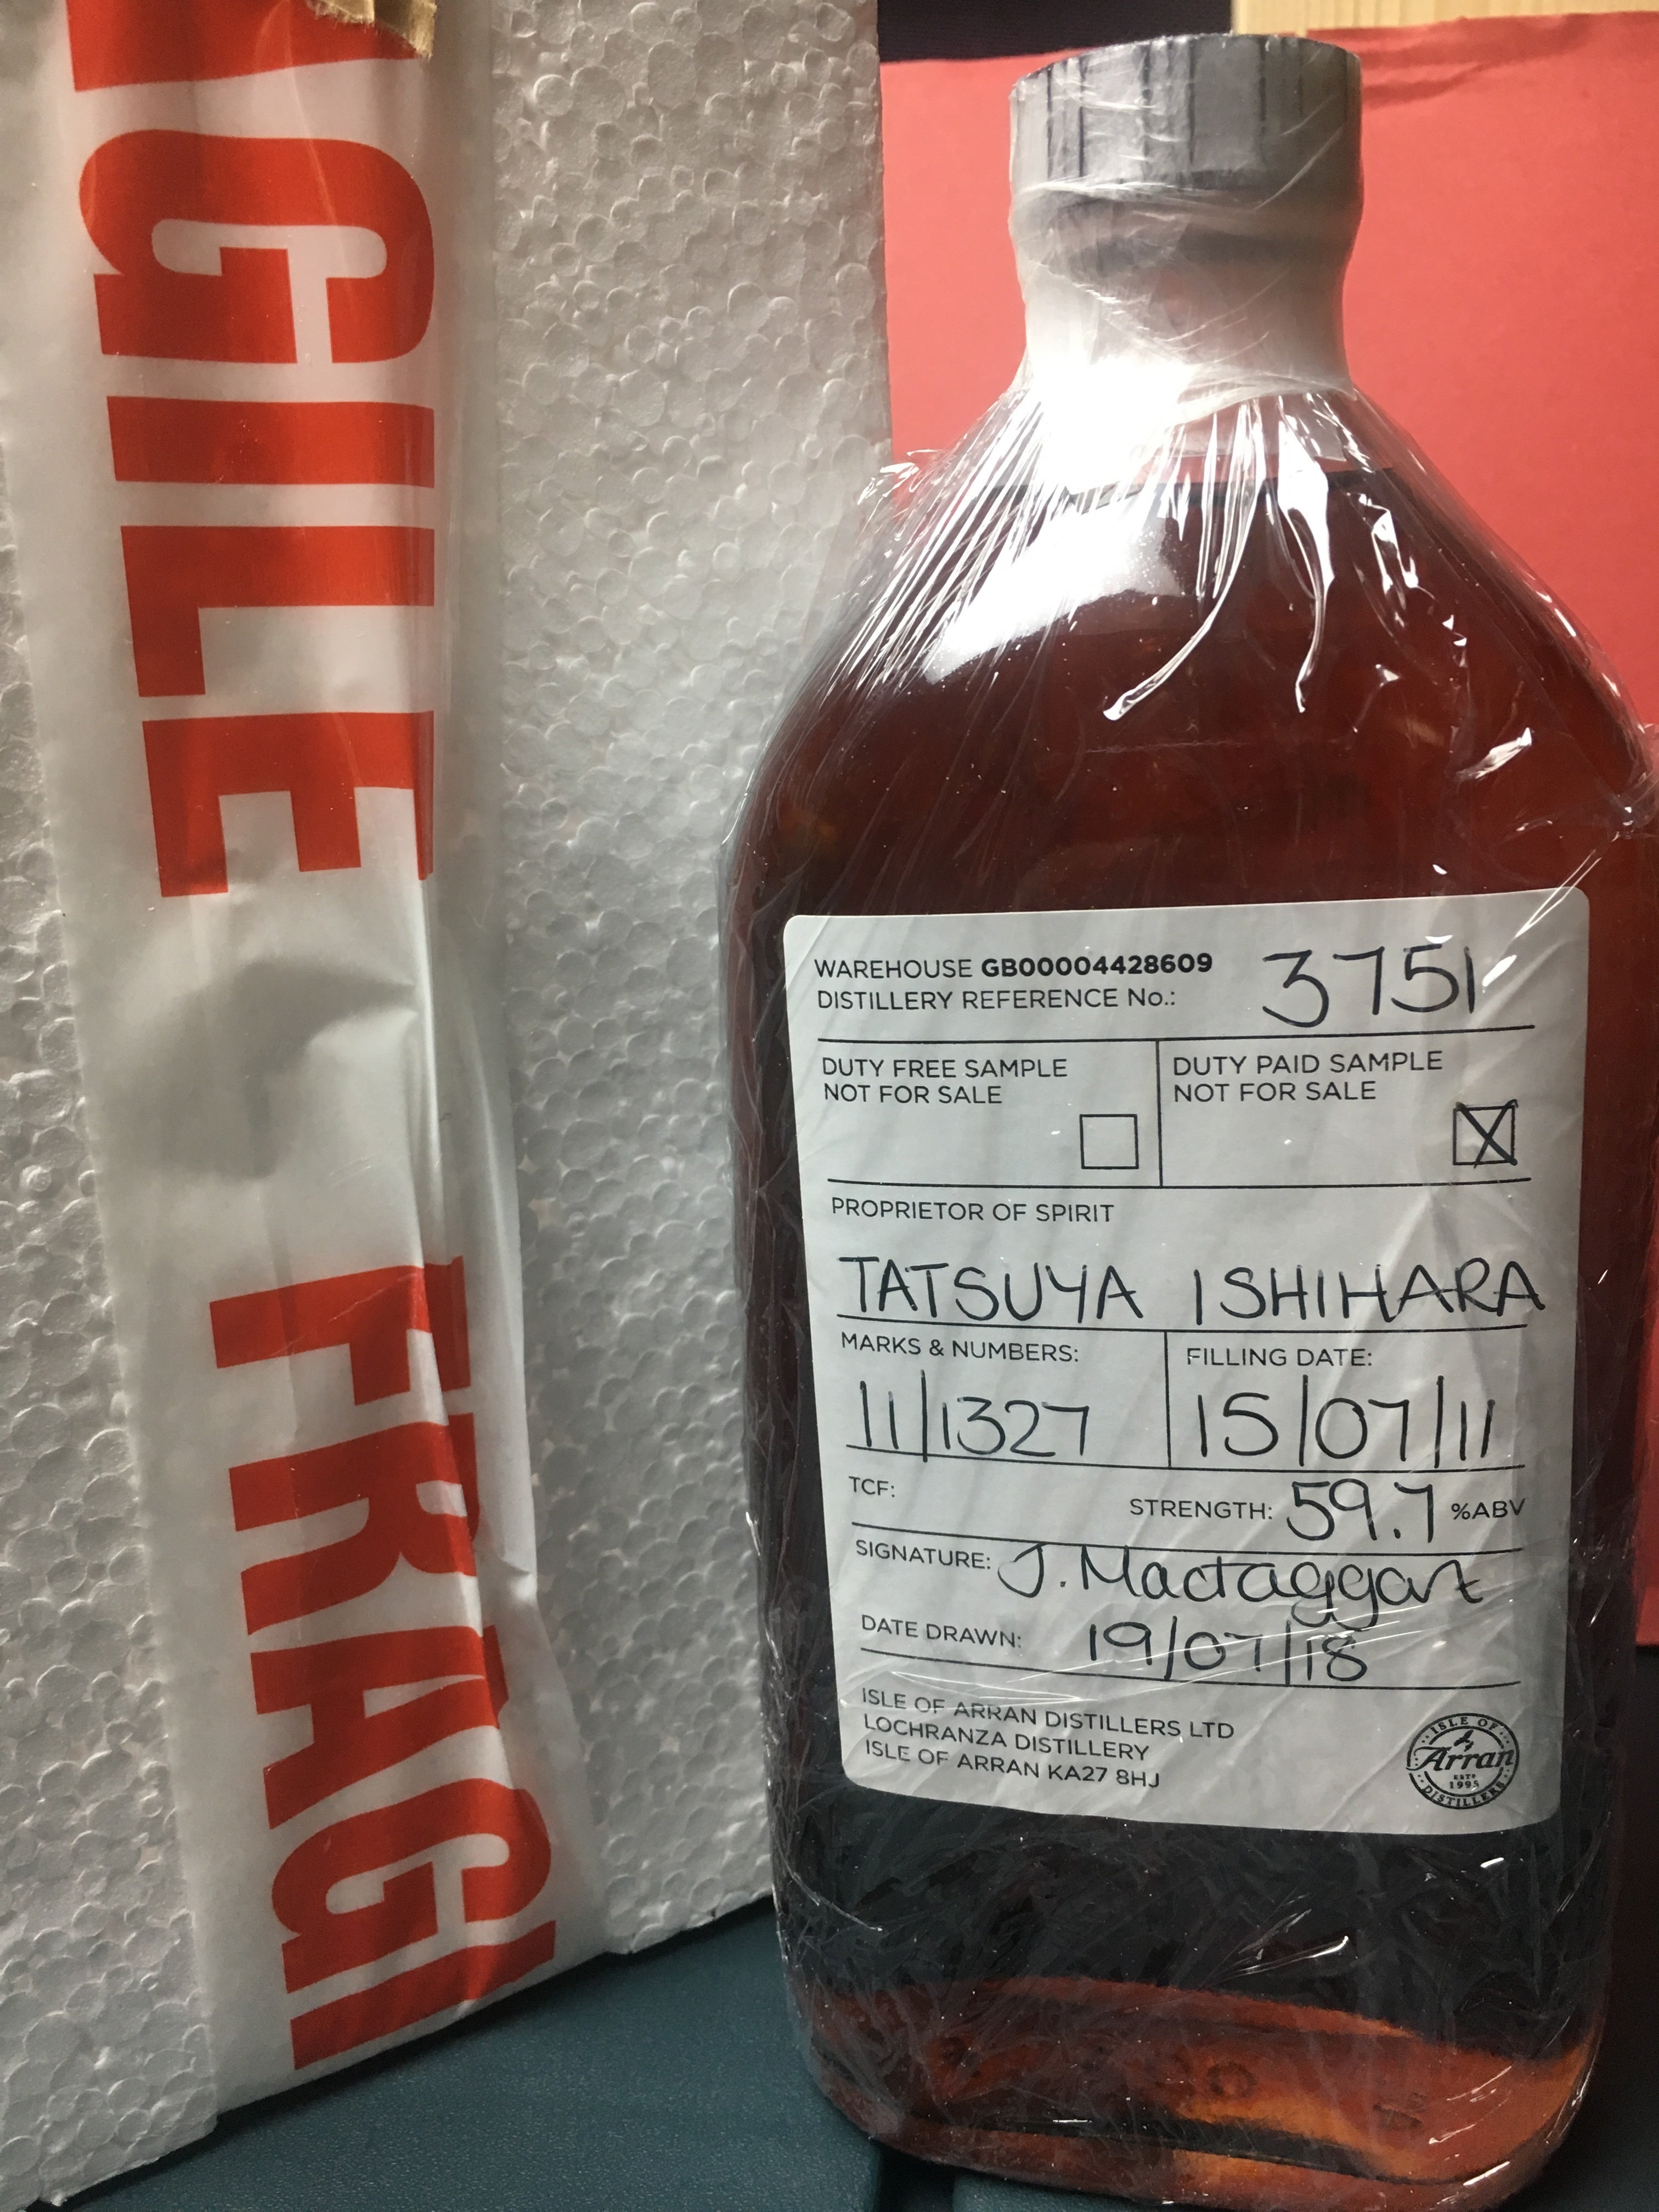 AGILE FRAGI
WAREHOUSE GB00004428609
DISTILLERY REFERENCE No.: 3751
DUTY FREE SAMPLE
NOT FOR SALE
DUTY PAID SAMPLE
NOT FOR SALE
PROPRIETOR OF SPIRIT
TATSUYA ISHIHARA
MARKS & NUMBERS:
11/1327
FILLING DATE:
15/07/11
TCF:
STRENGTH: 59.7 %ABV
SIGNATURE: J. Mactaggart
DATE DRAWN: 19/07/18
ISLE OF ARRAN DISTILLERS LTD
LOCHRANZA DISTILLERY
ISLE OF ARRAN KA27 8HJ
ISLE OF
Arran
ESTD
1995
DISTILLERS